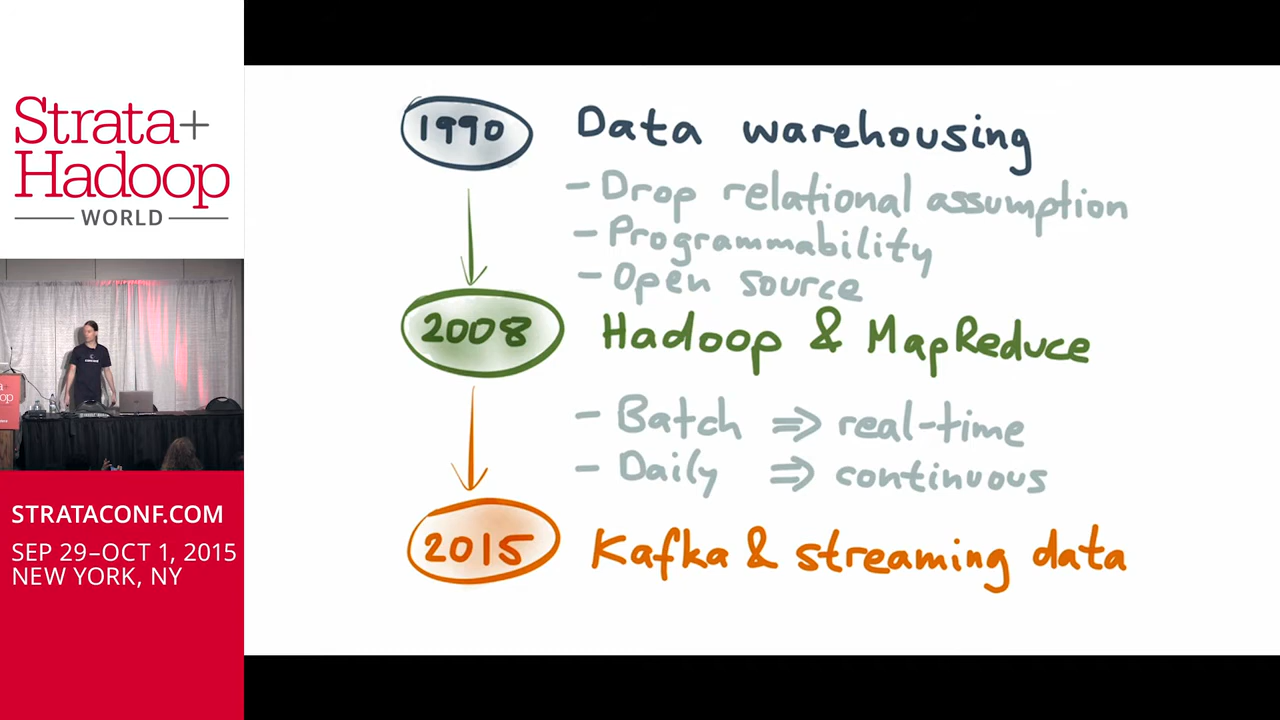 Strata+
Hadoop
WORLD
STRATACONF.COM
SEP 29–OCT 1, 2015
NEW YORK, NY
1990 Data warehousing
- Drop relational assumption
- Programmability
- Open source
2008 Hadoop & MapReduce
- Batch ⇒ real-time
- Daily ⇒ continuous
2015 Kafka & streaming data